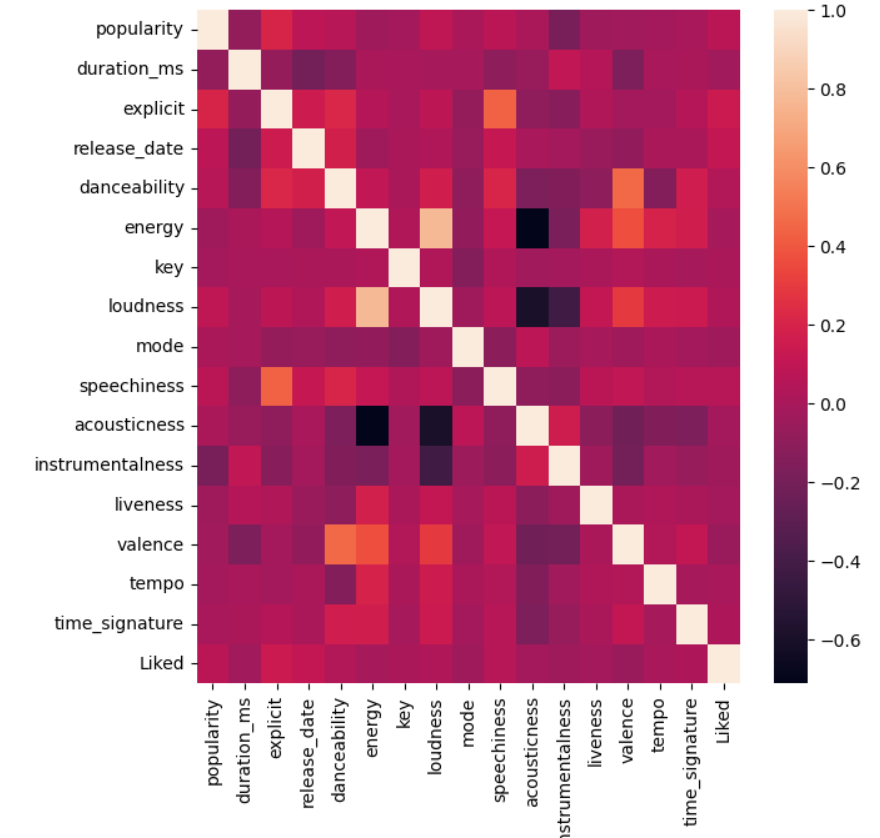 popularity
duration_ms
explicit
release_date
danceability
energy
key
loudness
mode
speechiness
acousticness
instrumentalness
liveness
valence
tempo
time_signature
Liked
1.0
0.8
0.6
0.4
0.2
0.0
−0.2
−0.4
−0.6
popularity
duration_ms
explicit
release_date
danceability
energy
key
loudness
mode
speechiness
acousticness
nstrumentalness
liveness
valence
tempo
time_signature
Liked